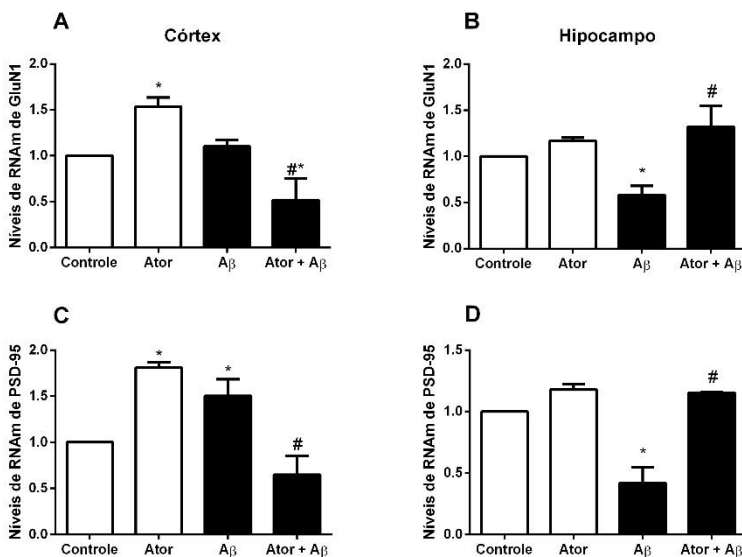 A
Córtex
Níveis de RNAm de GluN1
2.0
1.5
1.0
0.5
0.0
*
#*
Controle Ator Aβ Ator + Aβ
B
Hipocampo
Níveis de RNAm de GluN1
2.0
1.5
1.0
0.5
0.0
*
#
Controle Ator Aβ Ator + Aβ
C
Níveis de RNAm de PSD-95
2.0
1.5
1.0
0.5
0.0
*
*
#
Controle Ator Aβ Ator + Aβ
D
Níveis de RNAm de PSD-95
1.5
1.0
0.5
0.0
*
#
Controle Ator Aβ Ator + Aβ